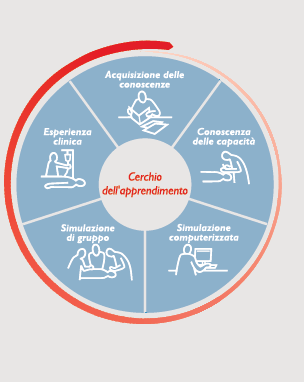 Acquisizione delle
conoscenze
Conoscenza
delle capacità
Simulazione
computerizzata
Simulazione
di gruppo
Esperienza
clinica
Cerchio
dell'apprendimento